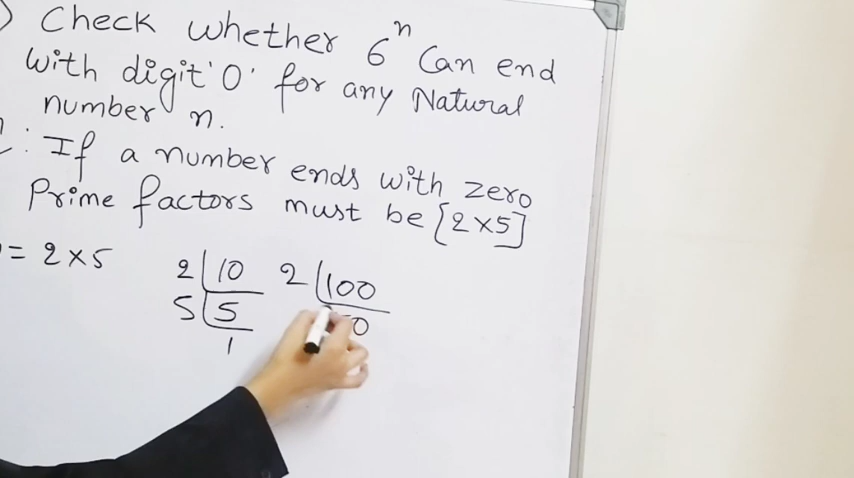 ) Check whether 6ⁿ Can end
with digit '0' for any Natural
number n.
: If a number ends with zero
Prime factors must be [2×5]
= 2×5
2 10 2 100
5 5
1